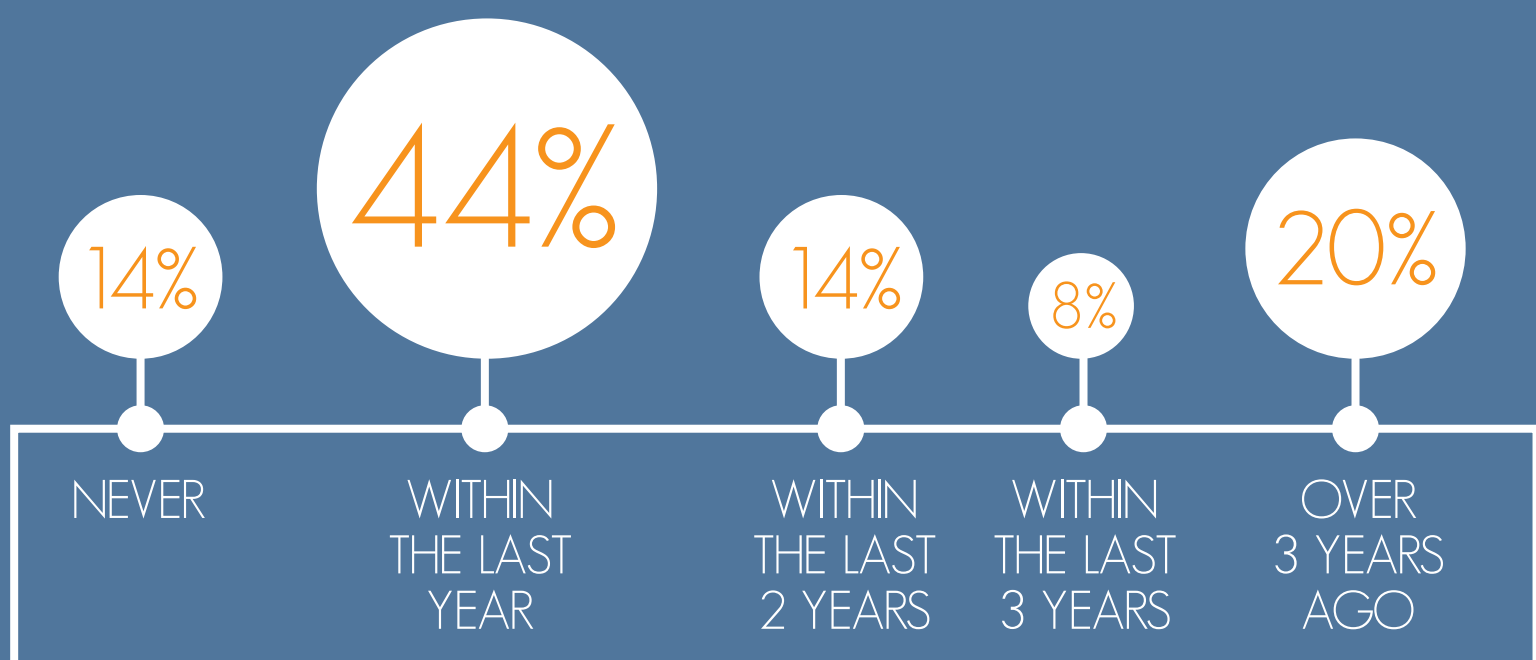 14%
44%
14%
8%
20%
NEVER
WITHIN
THE LAST
YEAR
WITHIN
THE LAST
2 YEARS
WITHIN
THE LAST
3 YEARS
OVER
3 YEARS
AGO